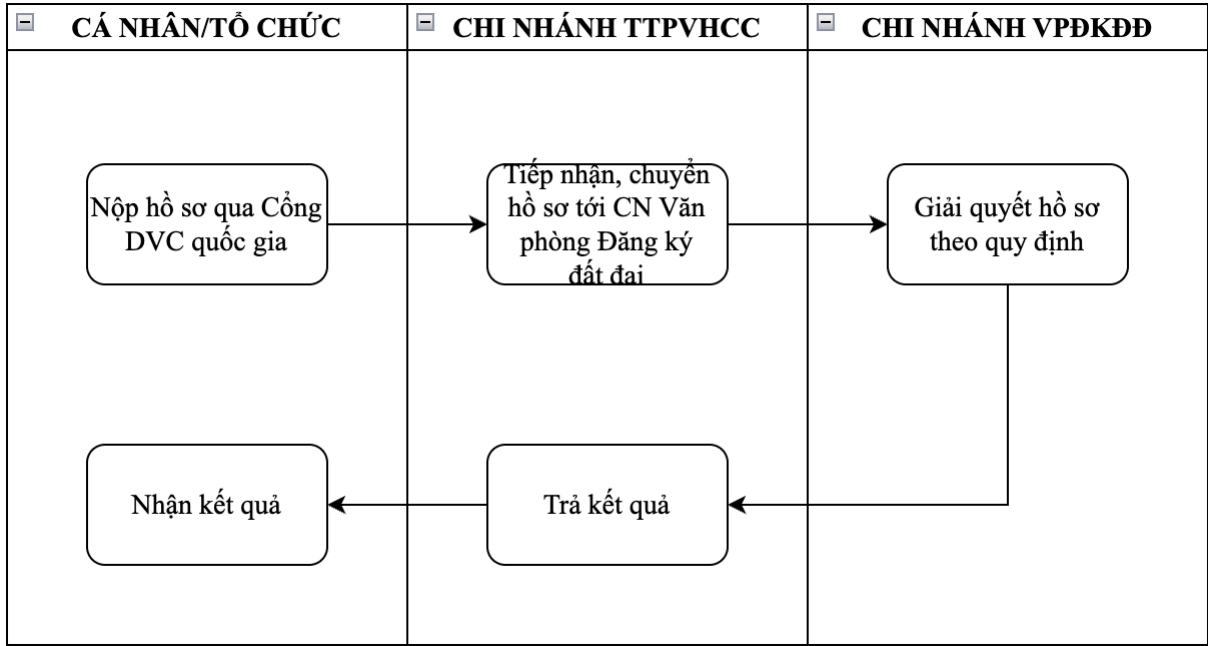 CÁ NHÂN/TỔ CHỨC
CHI NHÁNH TTPVHCC
CHI NHÁNH VPĐKĐĐ
Nộp hồ sơ qua Cổng
DVC quốc gia
Tiếp nhận, chuyển
hồ sơ tới CN Văn
phòng Đăng ký
đất đai
Giải quyết hồ sơ
theo quy định
Nhận kết quả
Trả kết quả